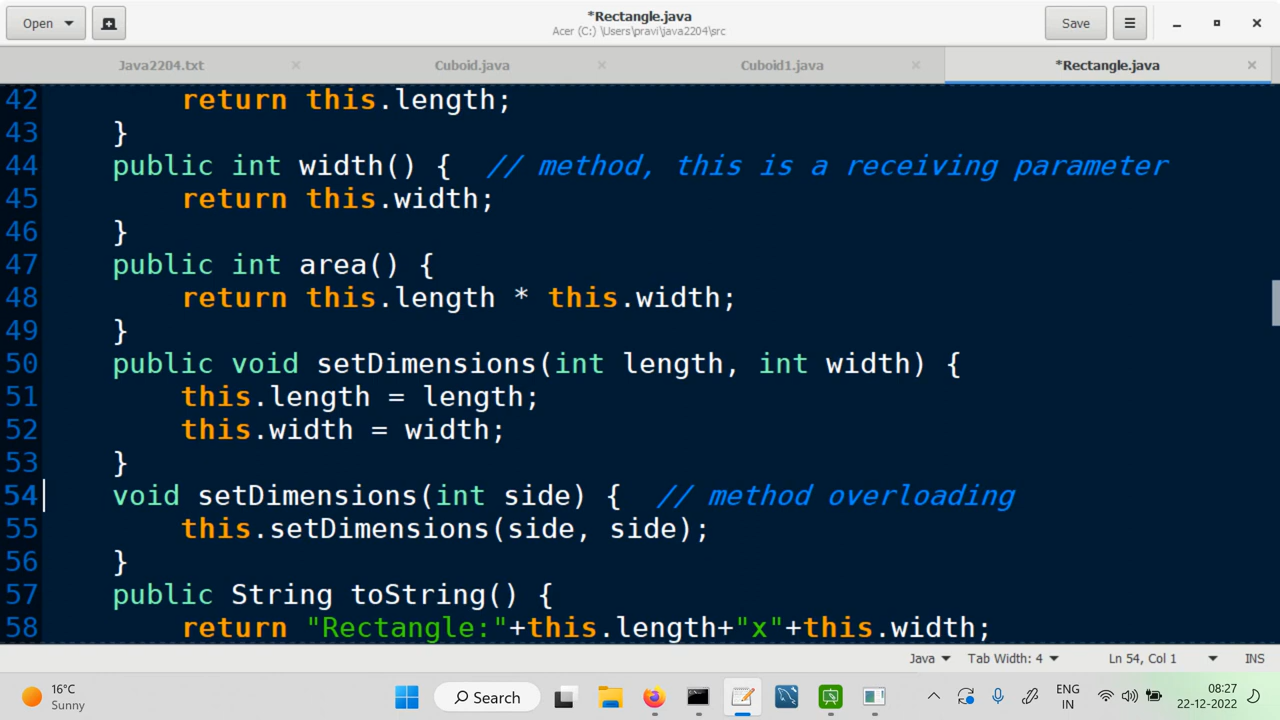 Open
*Rectangle.java
Acer (C:) \Users\pravi\java2204\src
Save
Java2204.txt
Cuboid.java
Cuboid1.java
*Rectangle.java
42 return this.length;
43 }
44 public int width() { // method, this is a receiving parameter
45 return this.width;
46 }
47 public int area() {
48 return this.length * this.width;
49 }
50 public void setDimensions(int length, int width) {
51 this.length = length;
52 this.width = width;
53 }
54 void setDimensions(int side) { // method overloading
55 this.setDimensions(side, side);
56 }
57 public String toString() {
58 return "Rectangle:"+this.length+"x"+this.width;
Java Tab Width: 4 Ln 54, Col 1 INS
16°C
Sunny
Search
ENG
IN
08:27
22-12-2022